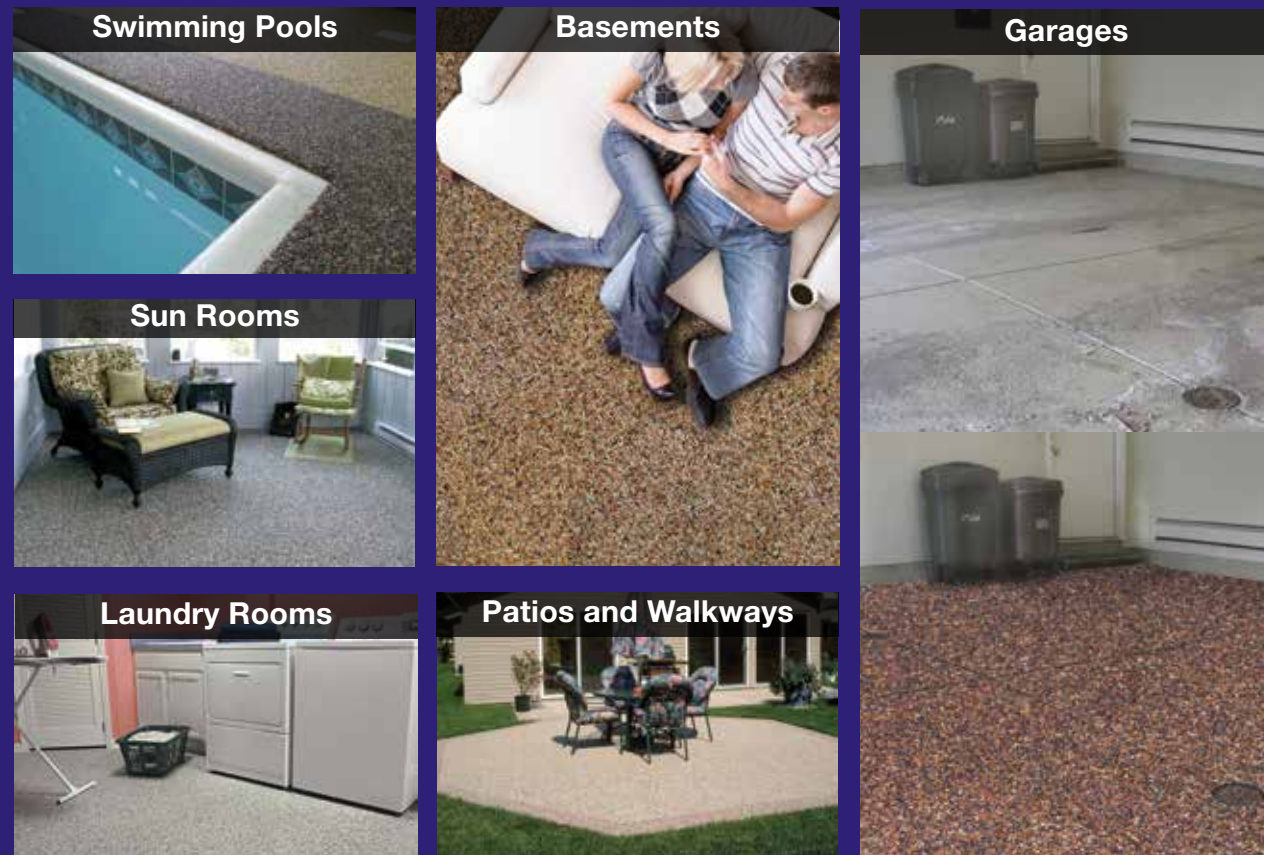 Swimming Pools
Basements
Garages
Sun Rooms
Laundry Rooms
Patios and Walkways